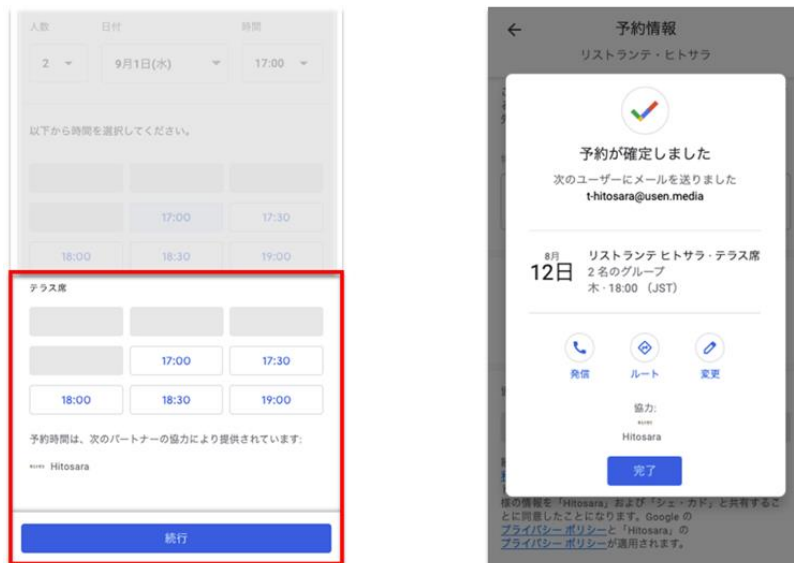 人数
日付
時間
2
9月1日(水)
17:00
以下から時間を選択してください。
17:00
17:30
18:00
18:30
19:00
テラス席
17:00
17:30
18:00
18:30
19:00
予約時間は、次のパートナーの協力により提供されています:
Hitosara
続行
予約情報
リストランテ・ヒトサラ
予約が確定しました
次のユーザーにメールを送りました
t-hitosara@usen.media
8月
12日
リストランテ ヒトサラ · テラス席
2 名のグループ
木 · 18:00 （JST）
発信
ルート
変更
協力:
Hitosara
完了
様の情報を「Hitosara」および「シェ・カド」と共有するこ
とに同意したことになります。Google の
プライバシー ポリシーと「Hitosara」の
プライバシー ポリシーが適用されます。